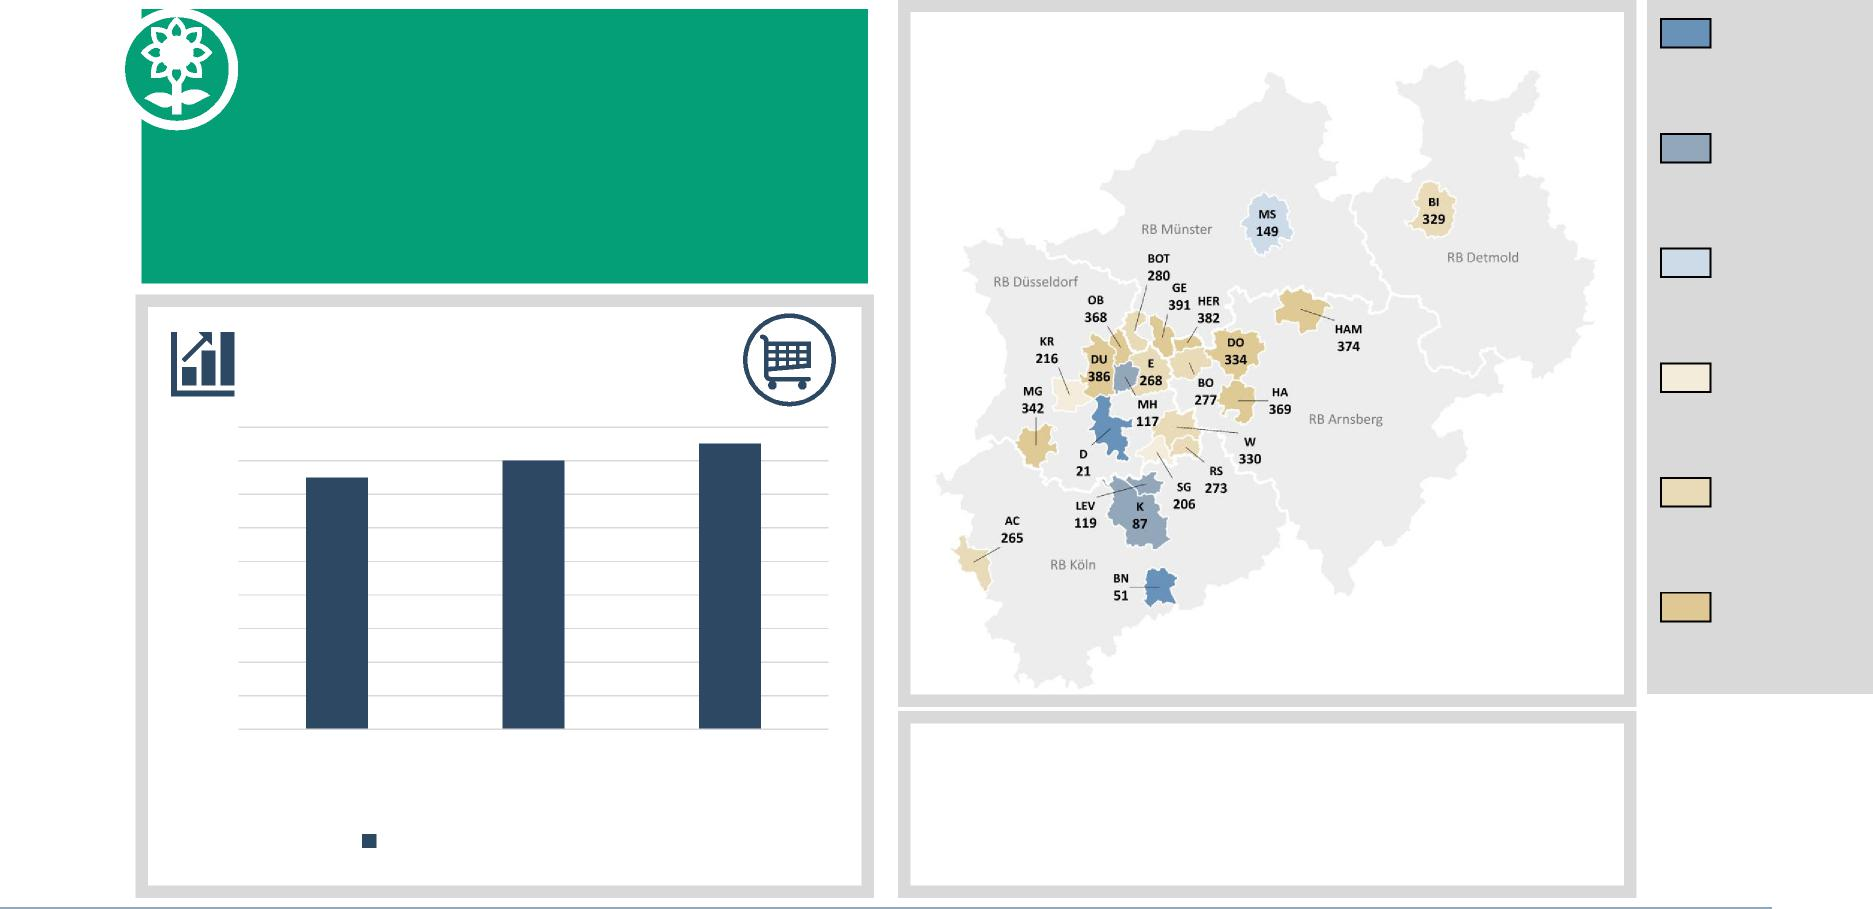 MS
149
BI
329
RB Münster
RB Detmold
BOT
280
RB Düsseldorf
GE
391
OB
368
HER
382
HAM
374
KR
216
DO
334
DU
386
E
268
BO
277
MG
342
HA
369
MH
117
RB Arnsberg
W
330
D
21
RS
273
SG
206
LEV
119
K
87
AC
265
RB Köln
BN
51